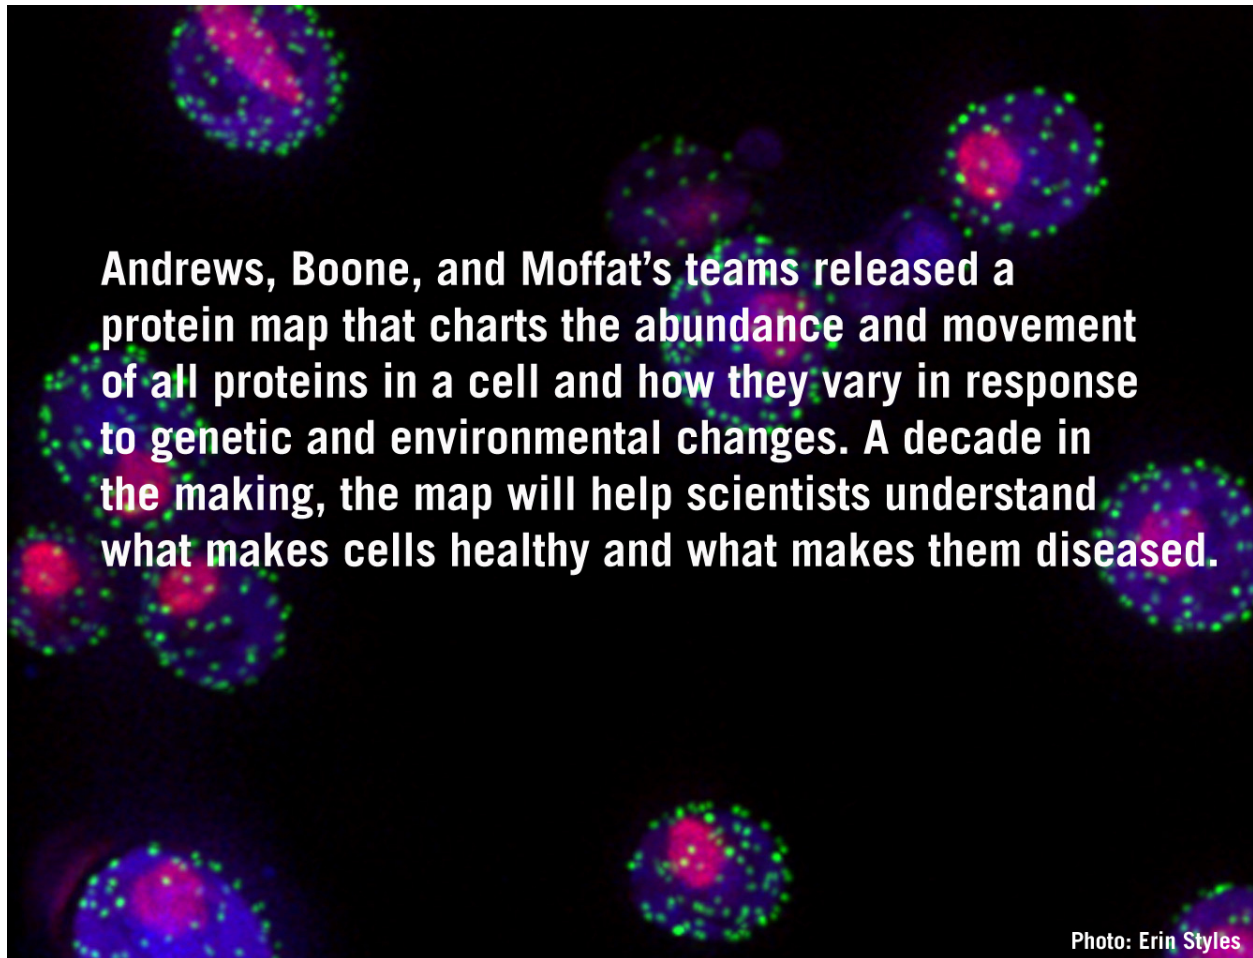 Andrews, Boone, and Moffat's teams released a
protein map that charts the abundance and movement
of all proteins in a cell and how they vary in response
to genetic and environmental changes. A decade in
the making, the map will help scientists understand
what makes cells healthy and what makes them diseased.
Photo: Erin Styles